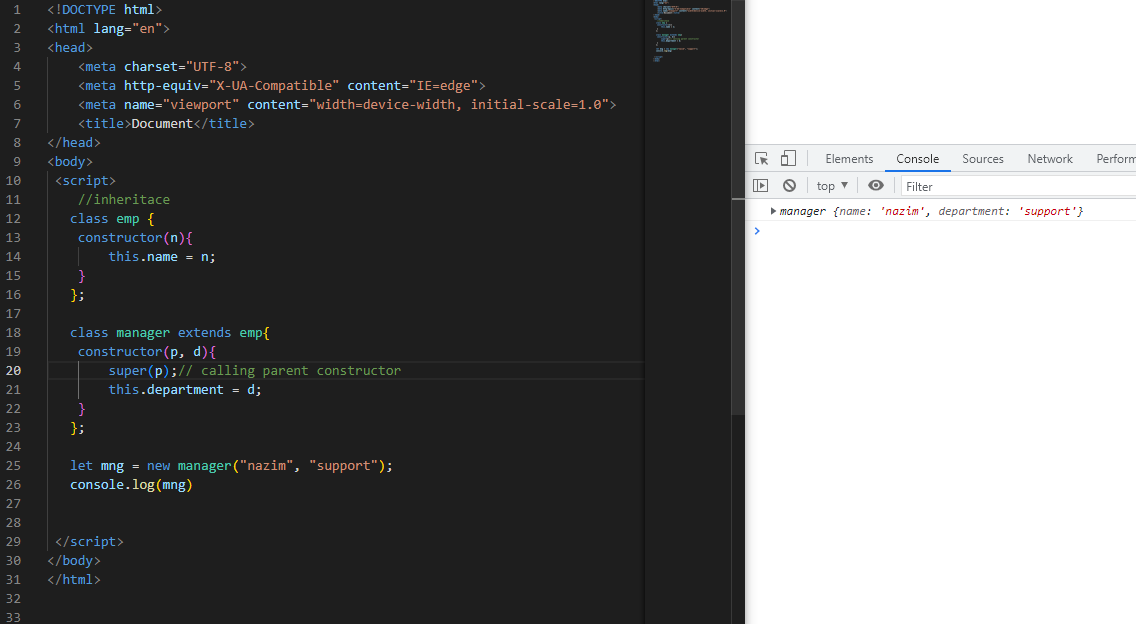 1 <!DOCTYPE html>
2 <html lang="en">
3 <head>
4 <meta charset="UTF-8">
5 <meta http-equiv="X-UA-Compatible" content="IE=edge">
6 <meta name="viewport" content="width=device-width, initial-scale=1.0">
7 <title>Document</title>
8 </head>
9 <body>
10 <script>
11 //inheritace
12 class emp {
13 constructor(n){
14 this.name = n;
15 }
16 };
17
18 class manager extends emp{
19 constructor(p, d){
20 super(p);// calling parent constructor
21 this.department = d;
22 }
23 };
24
25 let mng = new manager("nazim", "support");
26 console.log(mng)
27
28
29 </script>
30 </body>
31 </html>
32
33
Elements Console Sources Network Perform
top ▼ Filter
▶ manager {name: 'nazim', department: 'support'}
>